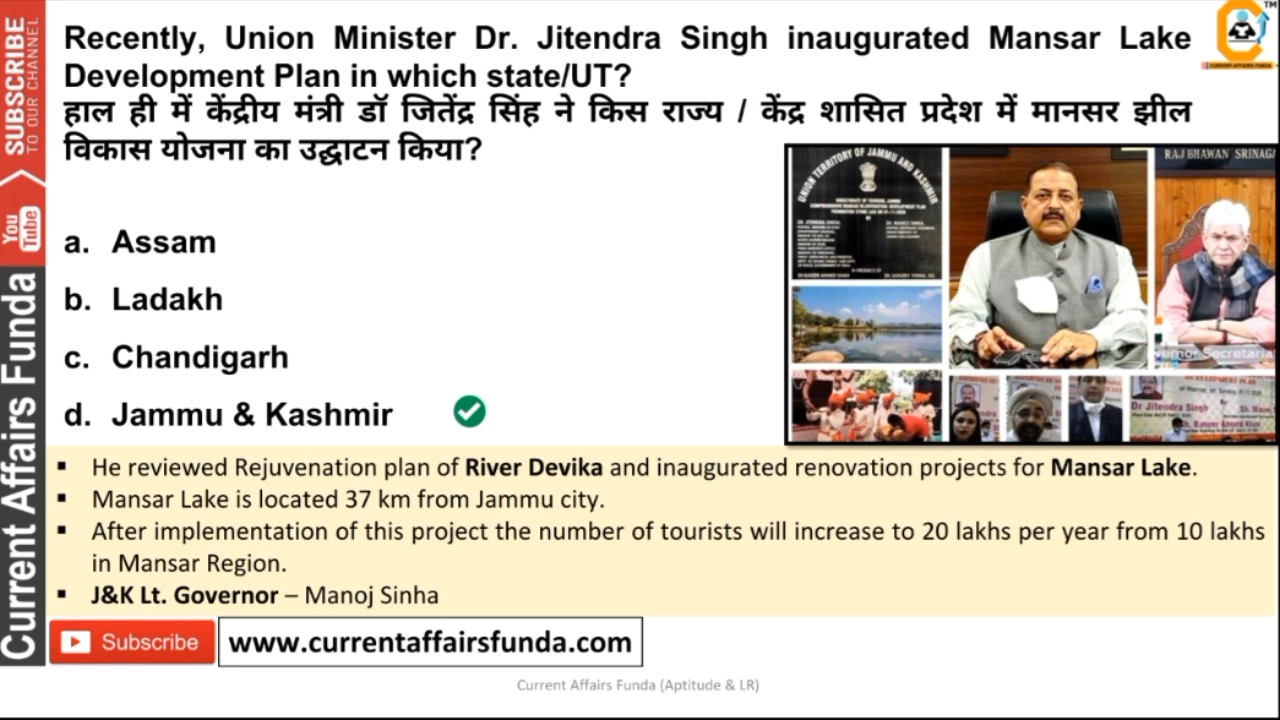 Recently, Union Minister Dr. Jitendra Singh inaugurated Mansar Lake
Development Plan in which state/UT?
हाल ही में केंद्रीय मंत्री डॉ जितेंद्र सिंह ने किस राज्य / केंद्र शासित प्रदेश में मानसर झील
विकास योजना का उद्घाटन किया?
a. Assam
b. Ladakh
c. Chandigarh
d. Jammu & Kashmir
UNION TERRITORY OF JAMMU AND KASHMIR
RAJ BHAWAN SRINAGA
Dr Jitendra Singh
▪ He reviewed Rejuvenation plan of River Devika and inaugurated renovation projects for Mansar Lake.
▪ Mansar Lake is located 37 km from Jammu city.
▪ After implementation of this project the number of tourists will increase to 20 lakhs per year from 10 lakhs
in Mansar Region.
▪ J&K Lt. Governor – Manoj Sinha
Subscribe
www.currentaffairsfunda.com
Current Affairs Funda (Aptitude & LR)
SUBSCRIBE
TO OUR CHANNEL
You
Tube
Current Affairs Funda
CURRENT AFFAIRS FUNDA
TM